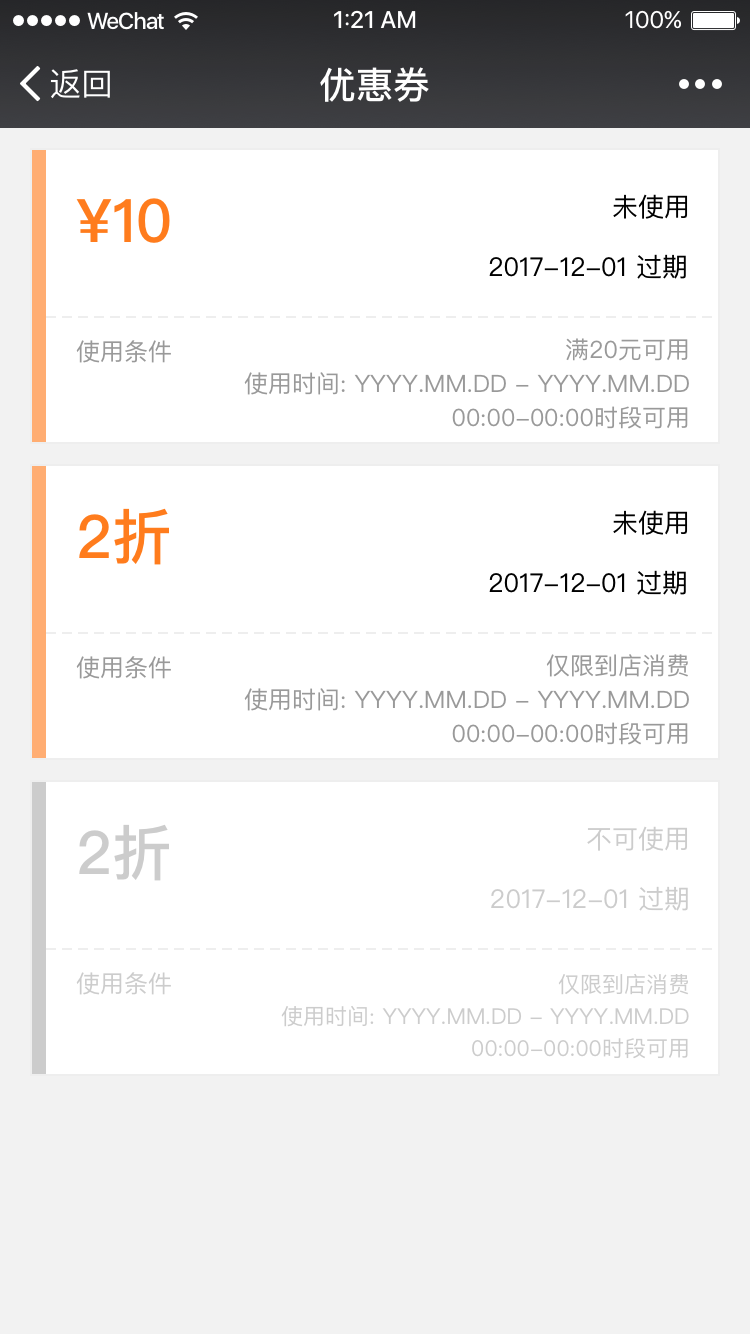 WeChat 1:21 AM 100%
返回 优惠券
¥10 未使用
2017-12-01 过期
使用条件 满20元可用
使用时间: YYYY.MM.DD - YYYY.MM.DD
00:00-00:00时段可用
2折 未使用
2017-12-01 过期
使用条件 仅限到店消费
使用时间: YYYY.MM.DD - YYYY.MM.DD
00:00-00:00时段可用
2折 不可使用
2017-12-01 过期
使用条件 仅限到店消费
使用时间: YYYY.MM.DD - YYYY.MM.DD
00:00-00:00时段可用